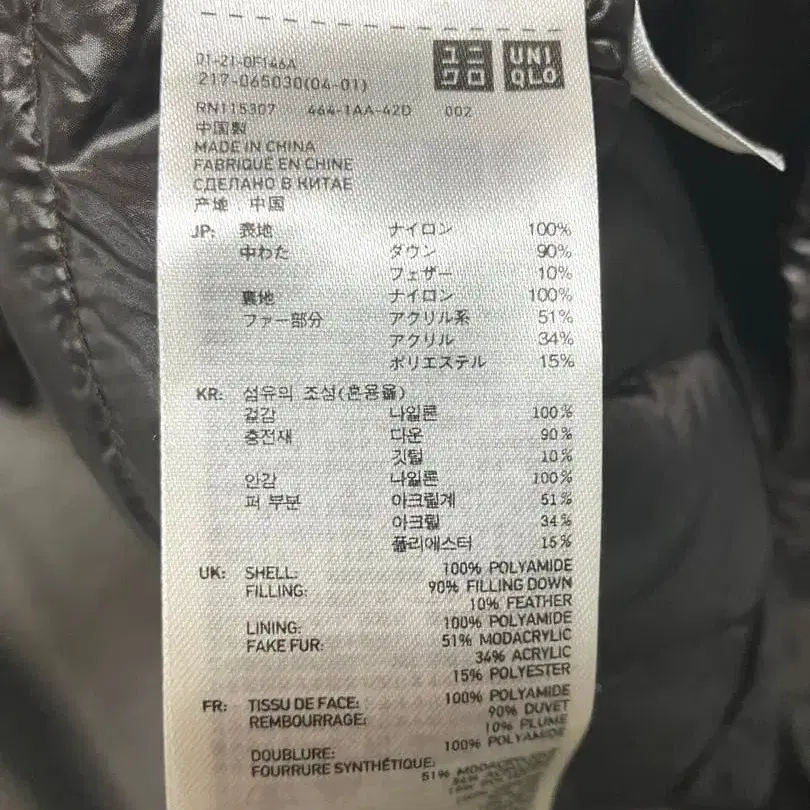 ユニ
クロ
UNI
QLO
01-21-0F146A
217-065030(04-01)
RN115307 464-1AA-42D 002
中国製
MADE IN CHINA
FABRIQUÉ EN CHINE
СДЕЛАНО В КИТАЕ
产地 中国
JP: 表地 ナイロン 100%
中わた ダウン 90%
フェザー 10%
裏地 ナイロン 100%
ファー部分 アクリル系 51%
アクリル 34%
ポリエステル 15%
KR: 섬유의 조성(혼용율)
겉감 나일론 100%
충전재 다운 90%
깃털 10%
안감 나일론 100%
퍼 부분 아크릴계 51%
아크릴 34%
폴리에스터 15%
UK: SHELL: 100% POLYAMIDE
FILLING: 90% FILLING DOWN
10% FEATHER
LINING: 100% POLYAMIDE
FAKE FUR: 51% MODACRYLIC
34% ACRYLIC
15% POLYESTER
FR: TISSU DE FACE: 100% POLYAMIDE
REMBOURRAGE: 90% DUVET
10% PLUME
DOUBLURE: 100% POLYAMIDE
FOURRURE SYNTHÉTIQUE: 51%